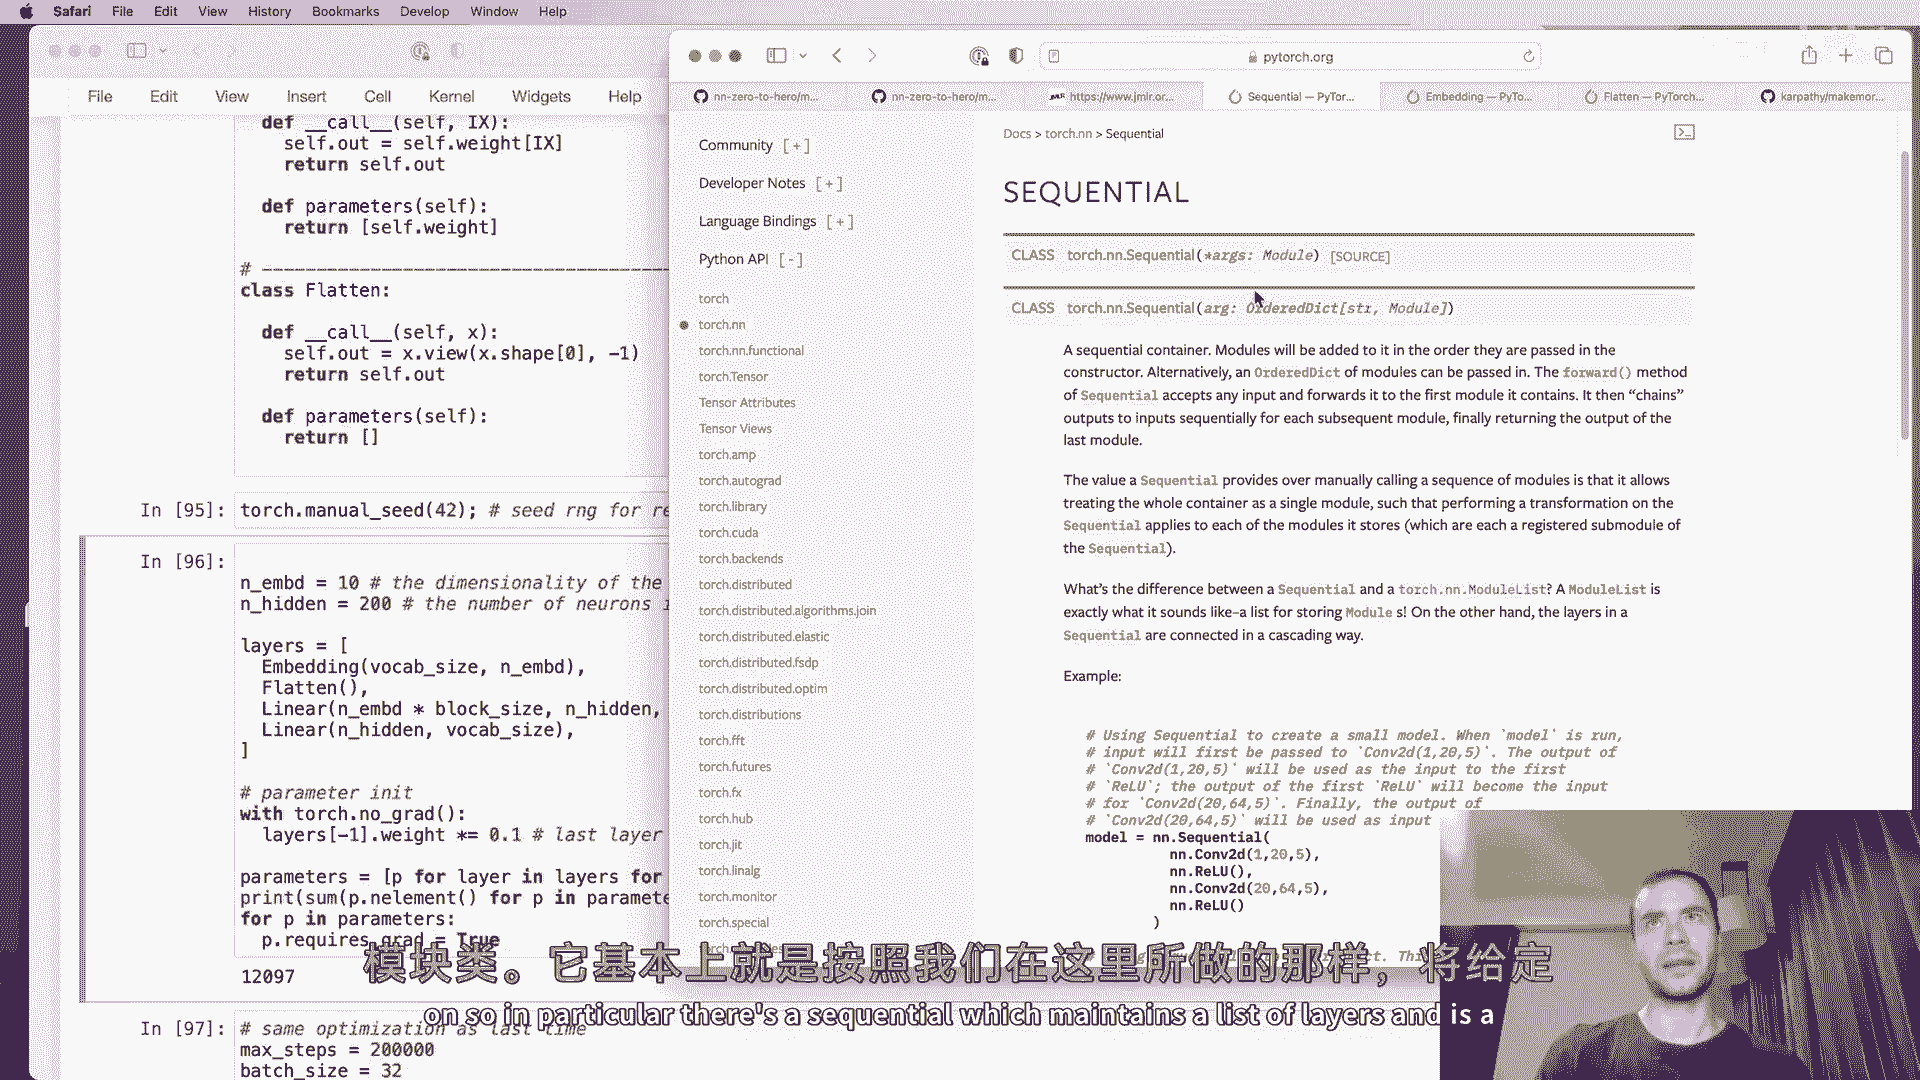 Safari File Edit View History Bookmarks Develop Window Help
File Edit View Insert Cell Kernel Widgets Help
def __call__(self, IX):
self.out = self.weight[IX]
return self.out
def parameters(self):
return [self.weight]
# ------------------------------------
class Flatten:
def __call__(self, x):
self.out = x.view(x.shape[0], -1)
return self.out
def parameters(self):
return []
In [95]: torch.manual_seed(42); # seed rng for re
In [96]:
n_embd = 10 # the dimensionality of the
n_hidden = 200 # the number of neurons
layers = [
Embedding(vocab_size, n_embd),
Flatten(),
Linear(n_embd * block_size, n_hidden,
Linear(n_hidden, vocab_size),
]
# parameter init
with torch.no_grad():
layers[-1].weight *= 0.1 # last layer
parameters = [p for layer in layers for
print(sum(p.nelement() for p in paramete
for p in parameters:
p.requires_grad = True
12097
In [97]: # same optimization as last time
max_steps = 200000
batch_size = 32
pytorch.org
nn-zero-to-hero/m... nn-zero-to-hero/m... https://www.jmlr.or... Sequential — PyTor... Embedding — PyTo... Flatten — PyTorch... karpathy/makemor...
Community [+]
Developer Notes [+]
Language Bindings [+]
Python API [-]
torch
torch.nn
torch.nn.functional
torch.Tensor
Tensor Attributes
Tensor Views
torch.amp
torch.autograd
torch.library
torch.cuda
torch.backends
torch.distributed
torch.distributed.algorithms.join
torch.distributed.elastic
torch.distributed.fsdp
torch.distributed.optim
torch.distributions
torch.fft
torch.futures
torch.fx
torch.hub
torch.jit
torch.linalg
torch.monitor
torch.special
Docs > torch.nn > Sequential
SEQUENTIAL
CLASS torch.nn.Sequential(*args: Module) [SOURCE]
CLASS torch.nn.Sequential(arg: OrderedDict[str, Module])
A sequential container. Modules will be added to it in the order they are passed in the
constructor. Alternatively, an OrderedDict of modules can be passed in. The forward() method
of Sequential accepts any input and forwards it to the first module it contains. It then “chains”
outputs to inputs sequentially for each subsequent module, finally returning the output of the
last module.
The value a Sequential provides over manually calling a sequence of modules is that it allows
treating the whole container as a single module, such that performing a transformation on the
Sequential applies to each of the modules it stores (which are each a registered submodule of
the Sequential).
What’s the difference between a Sequential and a torch.nn.ModuleList? A ModuleList is
exactly what it sounds like–a list for storing Module s! On the other hand, the layers in a
Sequential are connected in a cascading way.
Example:
# Using Sequential to create a small model. When `model` is run,
# input will first be passed to `Conv2d(1,20,5)`. The output of
# `Conv2d(1,20,5)` will be used as the input to the first
# `ReLU`; the output of the first `ReLU` will become the input
# for `Conv2d(20,64,5)`. Finally, the output of
# `Conv2d(20,64,5)` will be used as input
model = nn.Sequential(
nn.Conv2d(1,20,5),
nn.ReLU(),
nn.Conv2d(20,64,5),
nn.ReLU()
)
模块类。它基本上就是按照我们在这里所做的那样，将给定
on so in particular there's a sequential which maintains a list of layers and is a